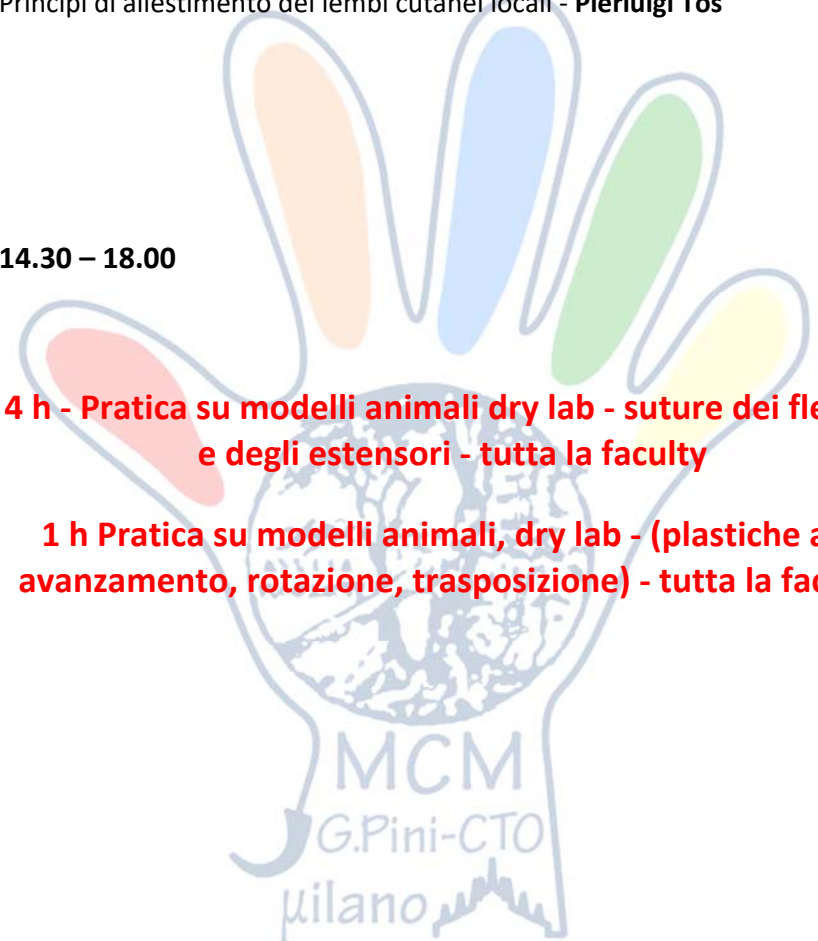 Principi di allestimento dei lembi cutanei locali - Pierluigi Tos
14.30 – 18.00
4 h - Pratica su modelli animali dry lab - suture dei fle
e degli estensori - tutta la faculty
1 h Pratica su modelli animali, dry lab - (plastiche a
avanzamento, rotazione, trasposizione) - tutta la fac
MCM
G.Pini-CTO
µilano